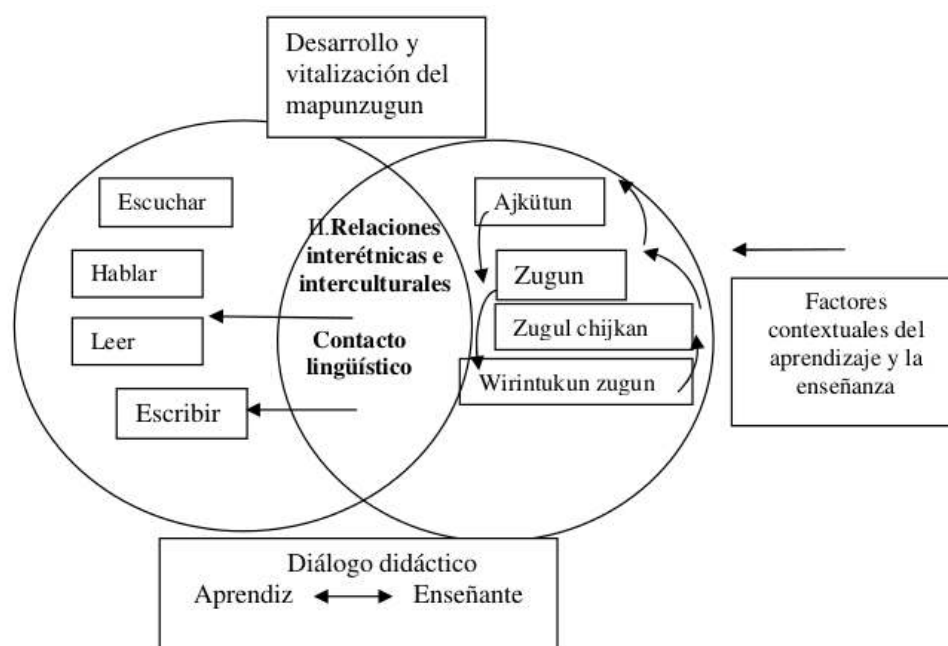 Desarrollo y
vitalización del
mapunzugun
Escuchar
Hablar
Leer
Escribir
II.Relaciones
interétnicas e
interculturales
Contacto
lingüístico
Ajkütun
Zugun
Zugul chijkan
Wirintukun zugun
Factores
contextuales del
aprendizaje y la
enseñanza
Diálogo didáctico
Aprendiz Enseñante